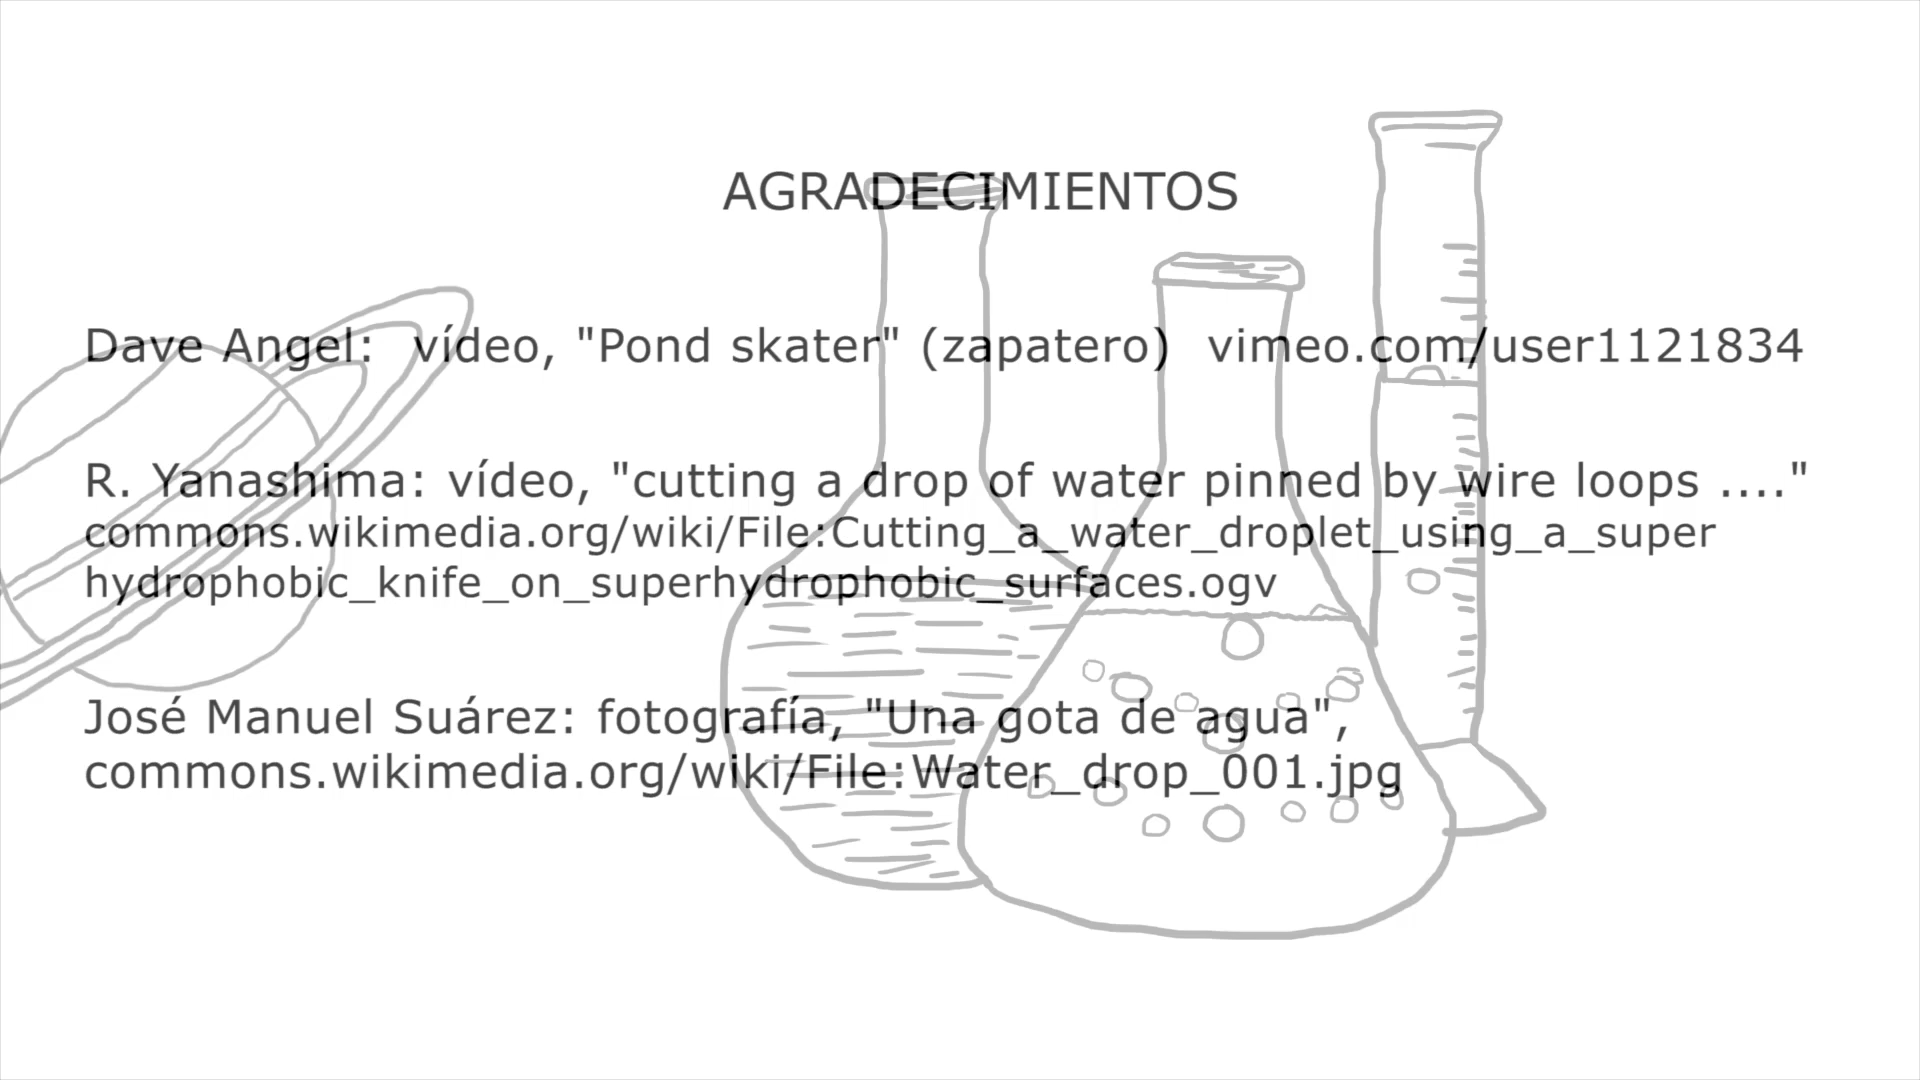 AGRADECIMIENTOS
Dave Angel: vídeo, "Pond skater" (zapatero) vimeo.com/user1121834
R. Yanashima: vídeo, "cutting a drop of water pinned by wire loops ...."
commons.wikimedia.org/wiki/File:Cutting_a_water_droplet_using_a_super
hydrophobic_knife_on_superhydrophobic_surfaces.ogv
José Manuel Suárez: fotografía, "Una gota de agua",
commons.wikimedia.org/wiki/File:Water_drop_001.jpg